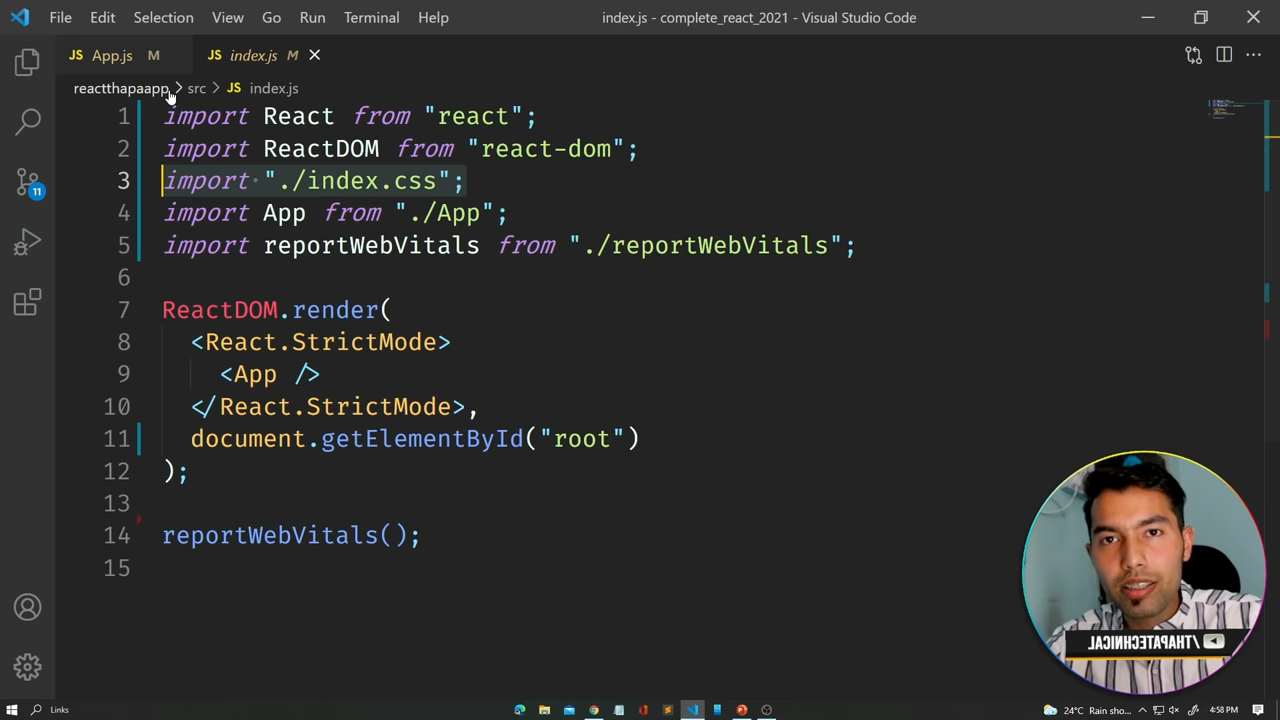 File Edit Selection View Go Run Terminal Help index.js - complete_react_2021 - Visual Studio Code
JS App.js M JS index.js M
reactthapaapp > src > JS index.js
1 import React from "react";
2 import ReactDOM from "react-dom";
3 import "./index.css";
4 import App from "./App";
5 import reportWebVitals from "./reportWebVitals";
6
7 ReactDOM.render(
8 <React.StrictMode>
9 <App />
10 </React.StrictMode>,
11 document.getElementById("root")
12 );
13
14 reportWebVitals();
15
11
/THAPATECHNICAL
Links 24°C Rain sho... 4:58 PM